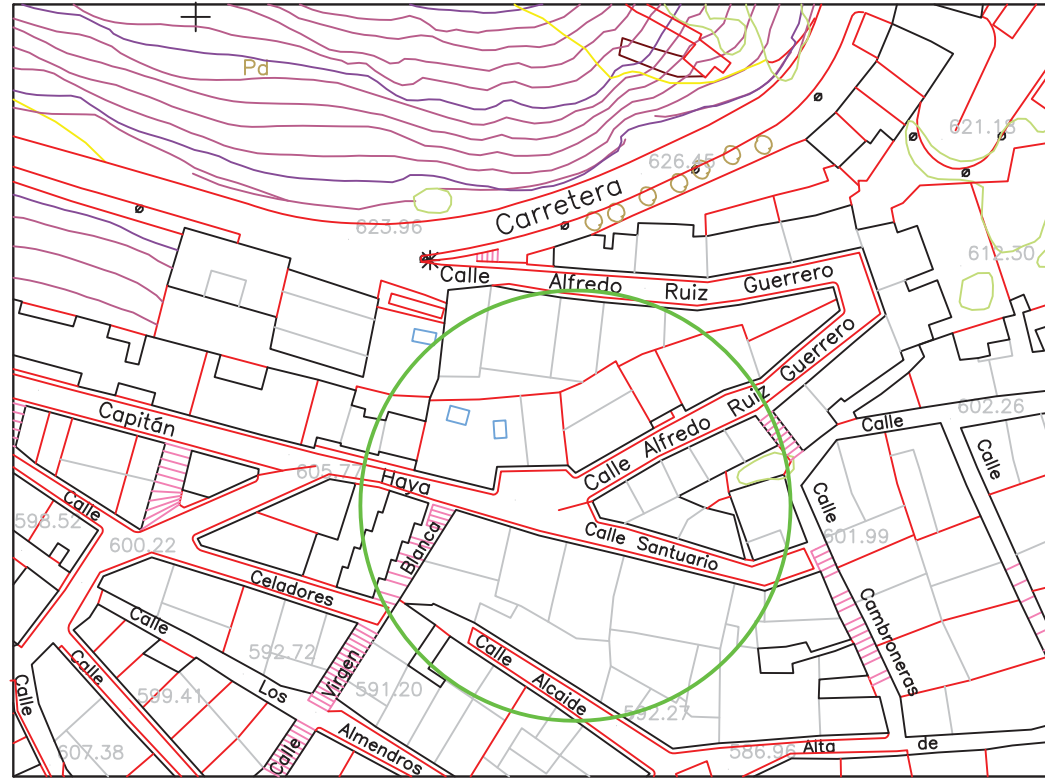 Pd
621.18
626.45
Carretera
623.96
612.30
Calle Alfredo Ruiz Guerrero
Guerrero
Ruiz
Calle Alfredo
602.26
Calle
Capitán
Haya
605.77
Calle
Calle
Calle
598.52
600.22
Blanca
Calle Santuario
601.99
Celadores
Cambroneras
Calle
592.72
Calle
Alcaide
Calle
599.41
Los
Virgen
591.20
592.27
Calle
607.38
Calle
Almendros
586.96
Alta
de